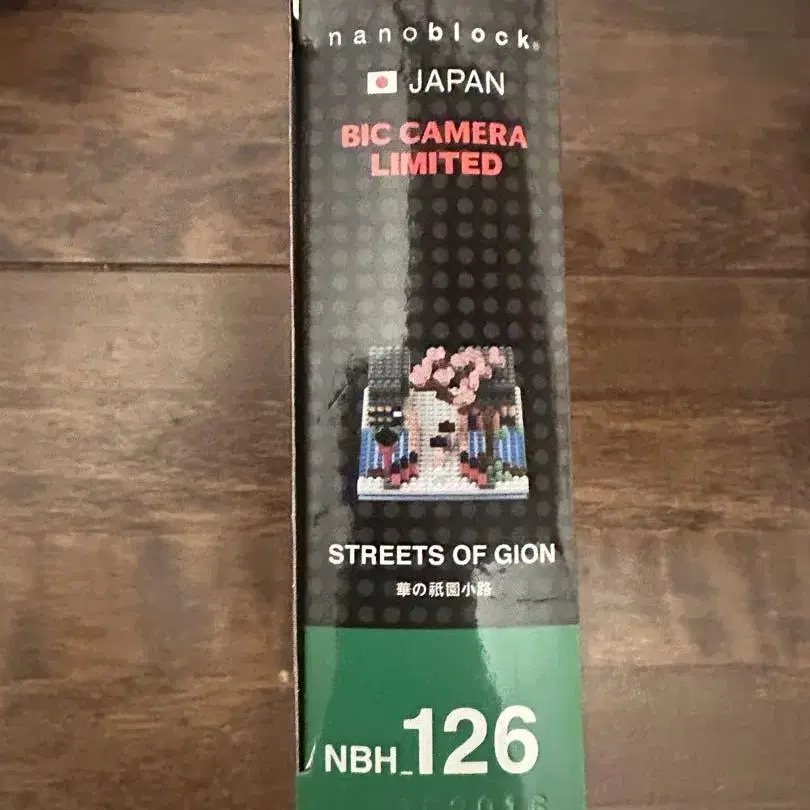 nanoblock®
JAPAN
BIC CAMERA
LIMITED
STREETS OF GION
華の祇園小路
NBH_126